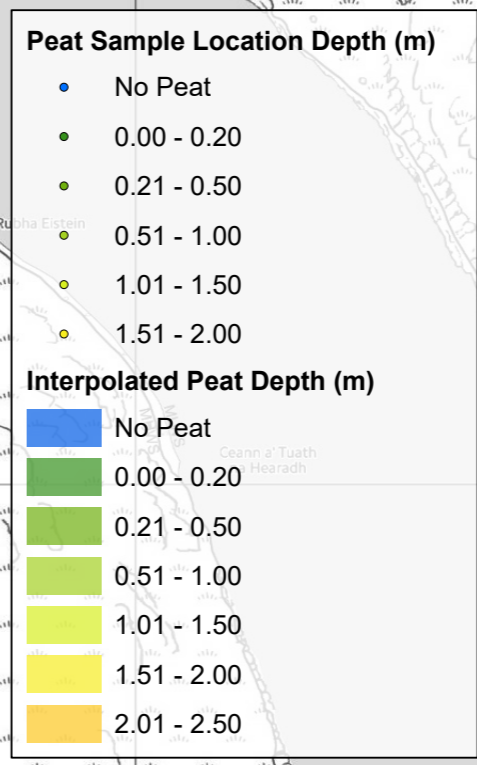 Peat Sample Location Depth (m)
No Peat
0.00 - 0.20
0.21 - 0.50
Rubha Eistein
0.51 - 1.00
1.01 - 1.50
1.51 - 2.00
Interpolated Peat Depth (m)
No Peat
MHWS
Ceann a' Tuath
na Hearadh
0.00 - 0.20
0.21 - 0.50
0.51 - 1.00
1.01 - 1.50
1.51 - 2.00
2.01 - 2.50